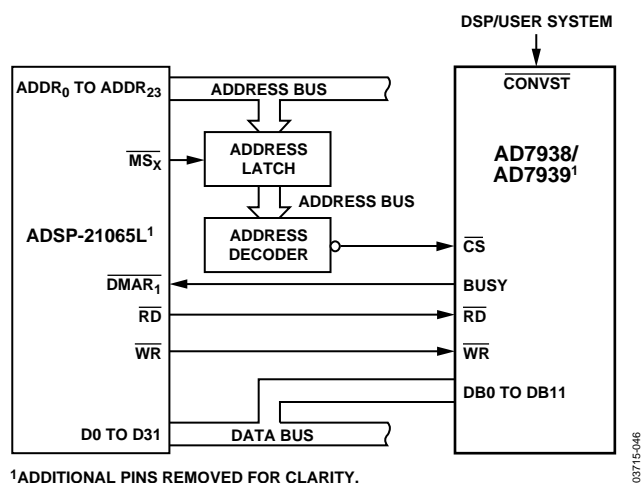 DSP/USER SYSTEM
ADDR0 TO ADDR23
ADDRESS BUS
CONVST
MSX
ADDRESS
LATCH
AD7938/
AD7939¹
ADDRESS BUS
ADSP-21065L¹
ADDRESS
DECODER
CS
DMAR1
BUSY
RD
RD
WR
WR
DB0 TO DB11
D0 TO D31
DATA BUS
¹ADDITIONAL PINS REMOVED FOR CLARITY.
03715-046